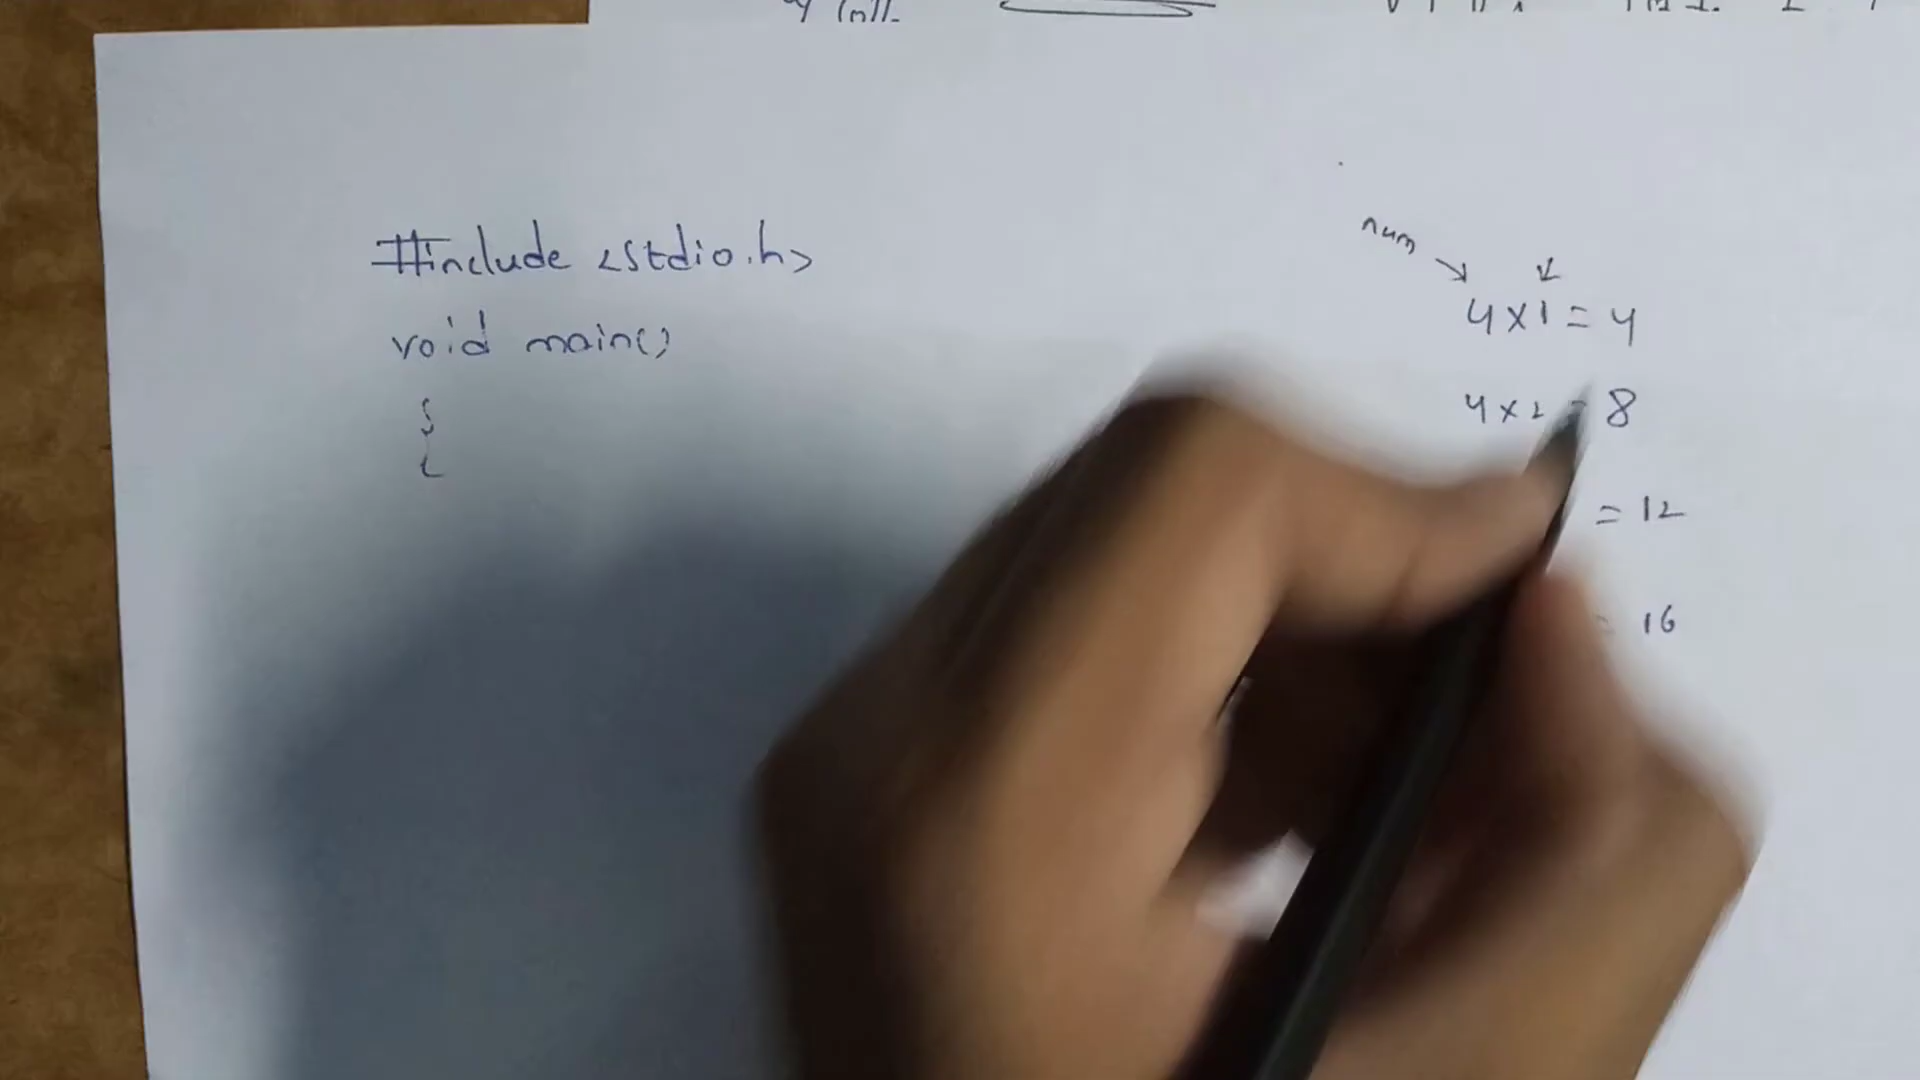 #include <stdio.h>
void main()
{
num
4 x 1 = 4
4 x 2 = 8
= 12
= 16